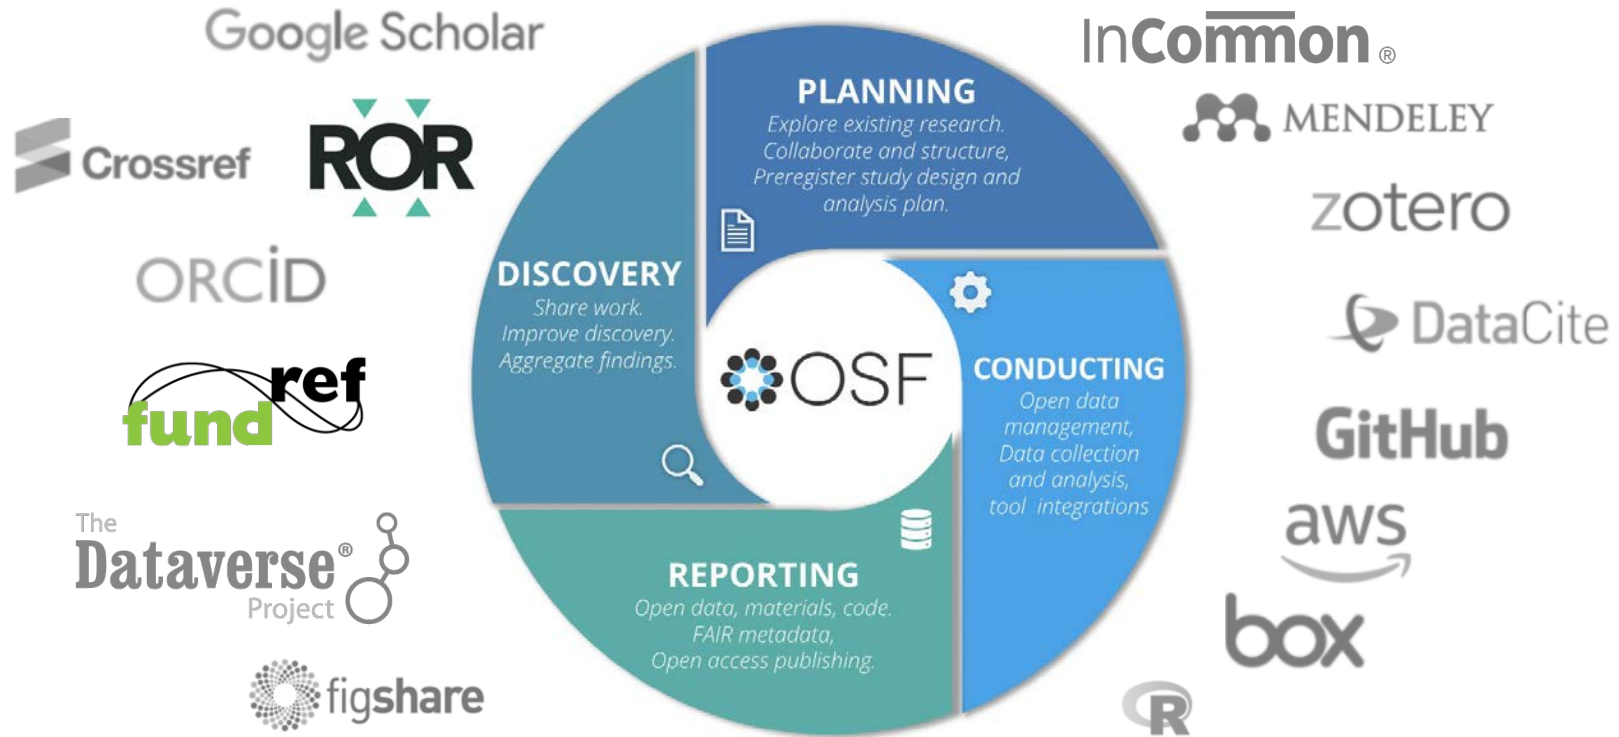 Google Scholar
Crossref
ROR
ORCiD
fundref
The
Dataverse®
Project
figshare
PLANNING
Explore existing research.
Collaborate and structure,
Preregister study design and
analysis plan.
DISCOVERY
Share work.
Improve discovery.
Aggregate findings.
OSF
CONDUCTING
Open data
management,
Data collection
and analysis,
tool integrations
REPORTING
Open data, materials, code.
FAIR metadata,
Open access publishing.
InCommon®
MENDELEY
zotero
DataCite
GitHub
aws
box
R